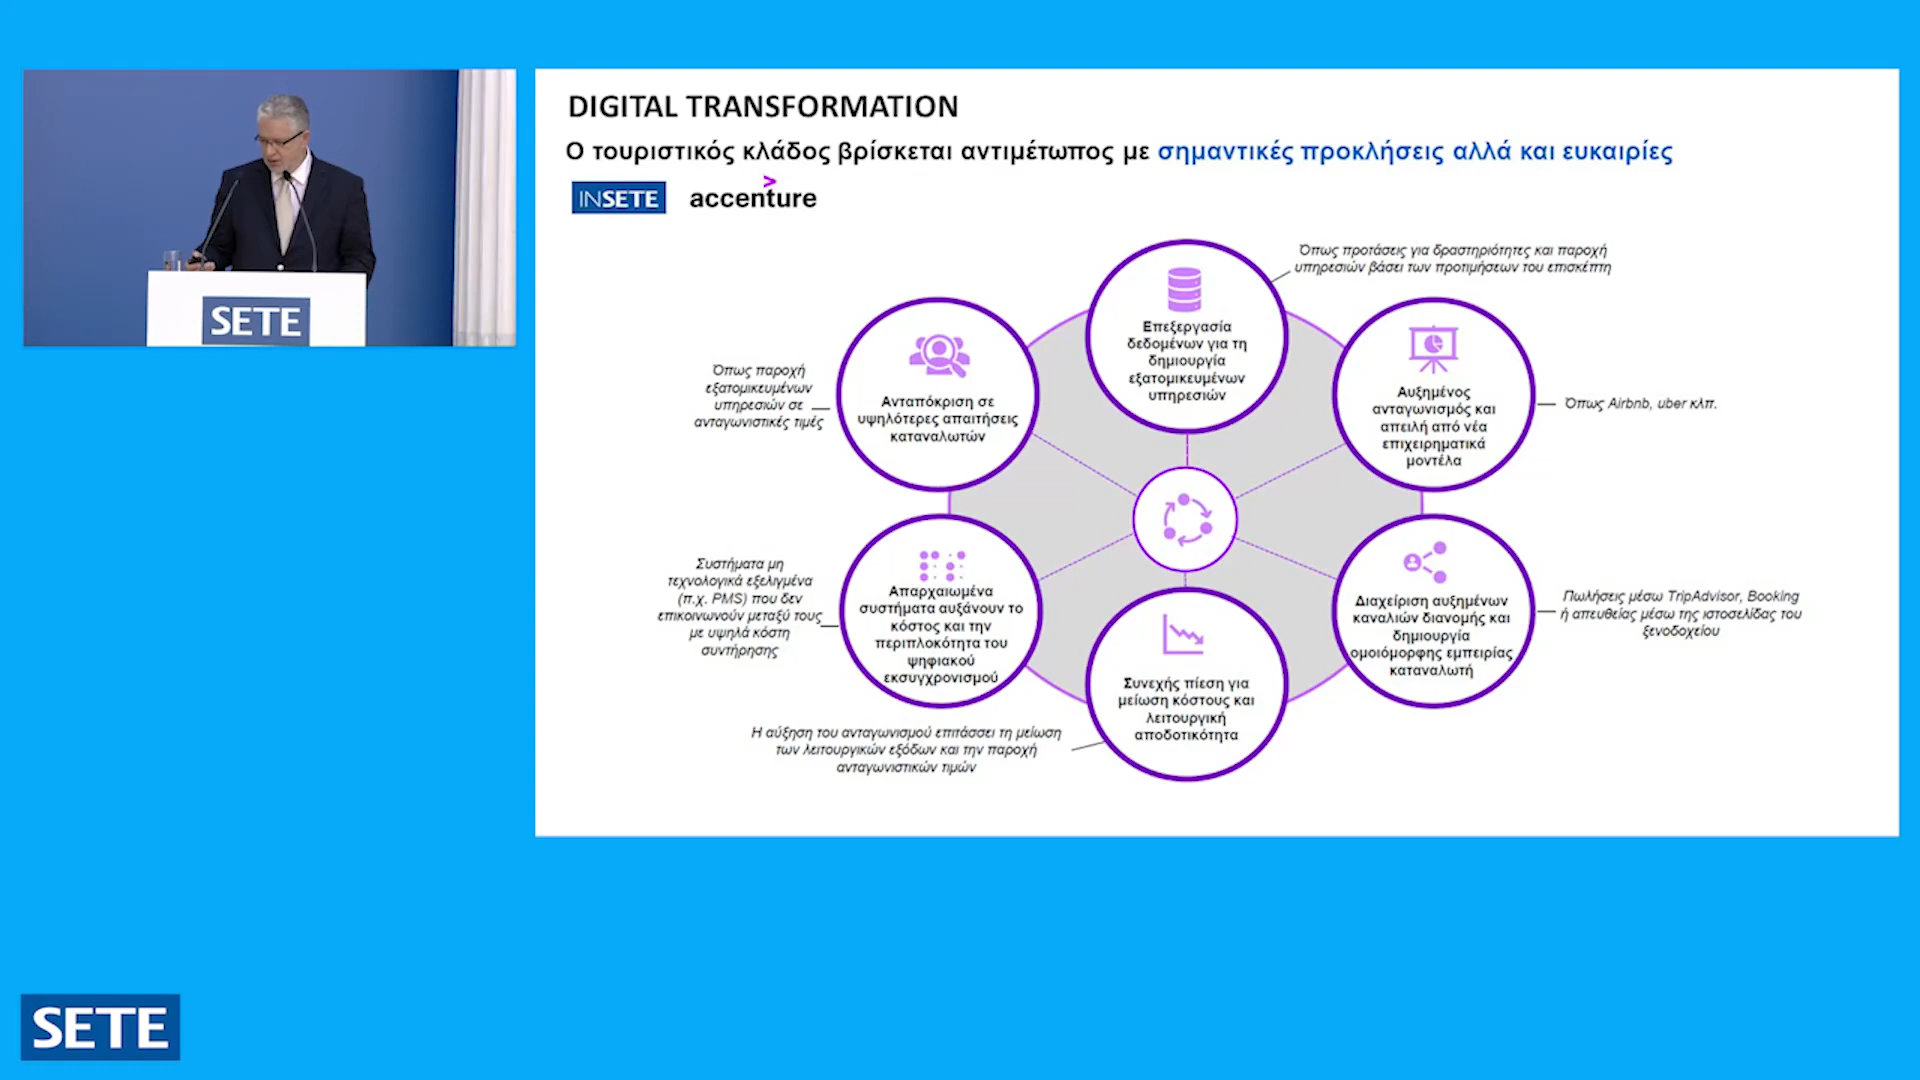 DIGITAL TRANSFORMATION
Ο τουριστικός κλάδος βρίσκεται αντιμέτωπος με σημαντικές προκλήσεις αλλά και ευκαιρίες
INSETE
accenture
>
Όπως προτάσεις για δραστηριότητες και παροχή
υπηρεσιών βάσει των προτιμήσεων του επισκέπτη
Επεξεργασία
δεδομένων για τη
δημιουργία
εξατομικευμένων
υπηρεσιών
Αυξημένος
ανταγωνισμός και
απειλή από νέα
επιχειρηματικά
μοντέλα
Όπως Airbnb, uber κλπ.
Ανταπόκριση σε
υψηλότερες απαιτήσεις
καταναλωτών
Όπως παροχή
εξατομικευμένων
υπηρεσιών σε
ανταγωνιστικές τιμές
Απαρχαιωμένα
συστήματα αυξάνουν το
κόστος και την
περιπλοκότητα του
ψηφιακού
εκσυγχρονισμού
Συστήματα μη
τεχνολογικά εξελιγμένα
(π.χ. PMS) που δεν
επικοινωνούν μεταξύ τους
με υψηλά κόστη
συντήρησης
Διαχείριση αυξημένων
καναλιών διανομής και
δημιουργία
ομοιόμορφης εμπειρίας
καταναλωτή
Πωλήσεις μέσω TripAdvisor, Booking
ή απευθείας μέσω της ιστοσελίδας του
ξενοδοχείου
Συνεχής πίεση για
μείωση κόστους και
λειτουργική
αποδοτικότητα
Η αύξηση του ανταγωνισμού επιτάσσει τη μείωση
των λειτουργικών εξόδων και την παροχή
ανταγωνιστικών τιμών
SETE
SETE